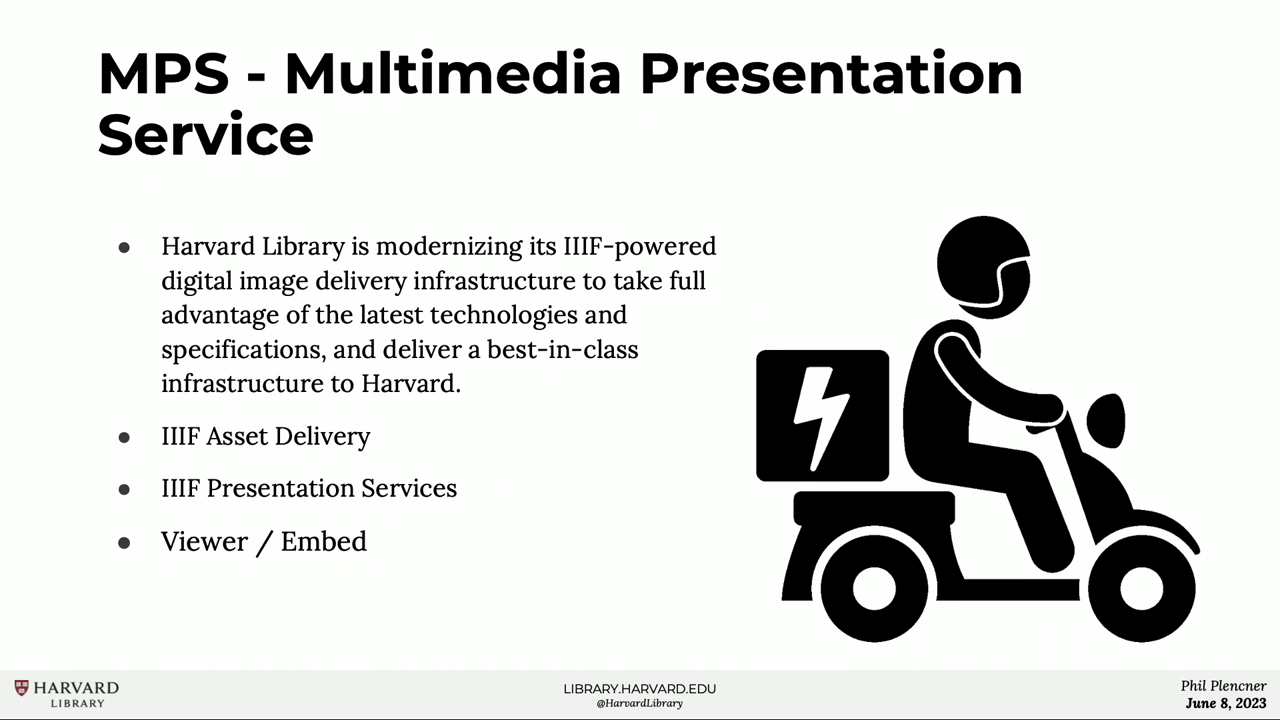 MPS - Multimedia Presentation
Service
● Harvard Library is modernizing its IIIF-powered
digital image delivery infrastructure to take full
advantage of the latest technologies and
specifications, and deliver a best-in-class
infrastructure to Harvard.
● IIIF Asset Delivery
● IIIF Presentation Services
● Viewer / Embed
HARVARD
LIBRARY
LIBRARY.HARVARD.EDU
@HarvardLibrary
Phil Plencner
June 8, 2023